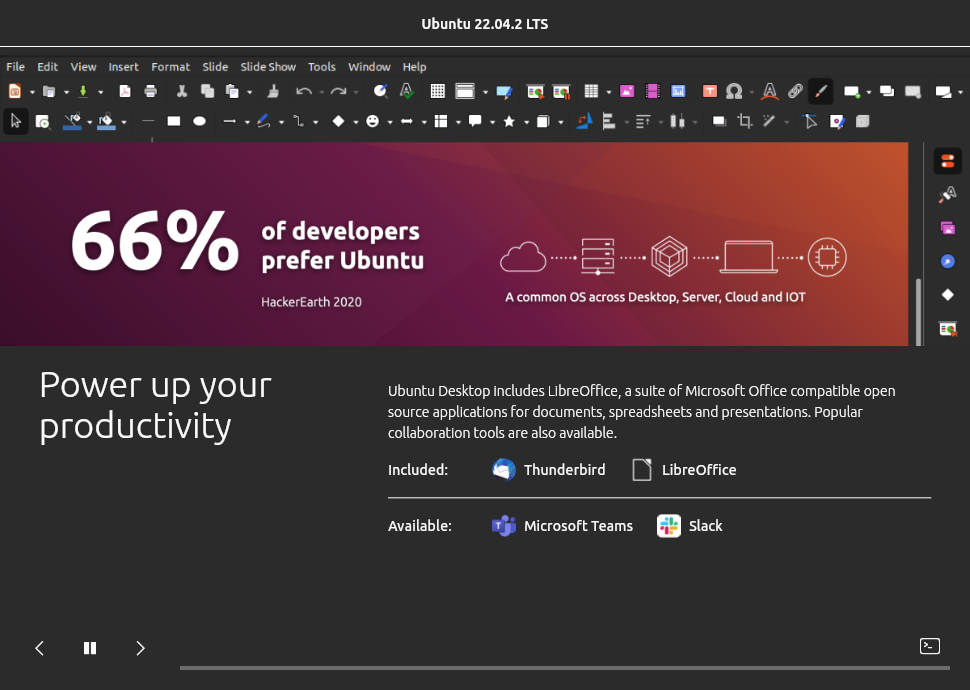 Ubuntu 22.04.2 LTS
File Edit View Insert Format Slide Slide Show Tools Window Help
66%
of developers
prefer Ubuntu
HackerEarth 2020
A common OS across Desktop, Server, Cloud and IOT
Power up your
productivity
Ubuntu Desktop includes LibreOffice, a suite of Microsoft Office compatible open
source applications for documents, spreadsheets and presentations. Popular
collaboration tools are also available.
Included: Thunderbird LibreOffice
Available: Microsoft Teams Slack